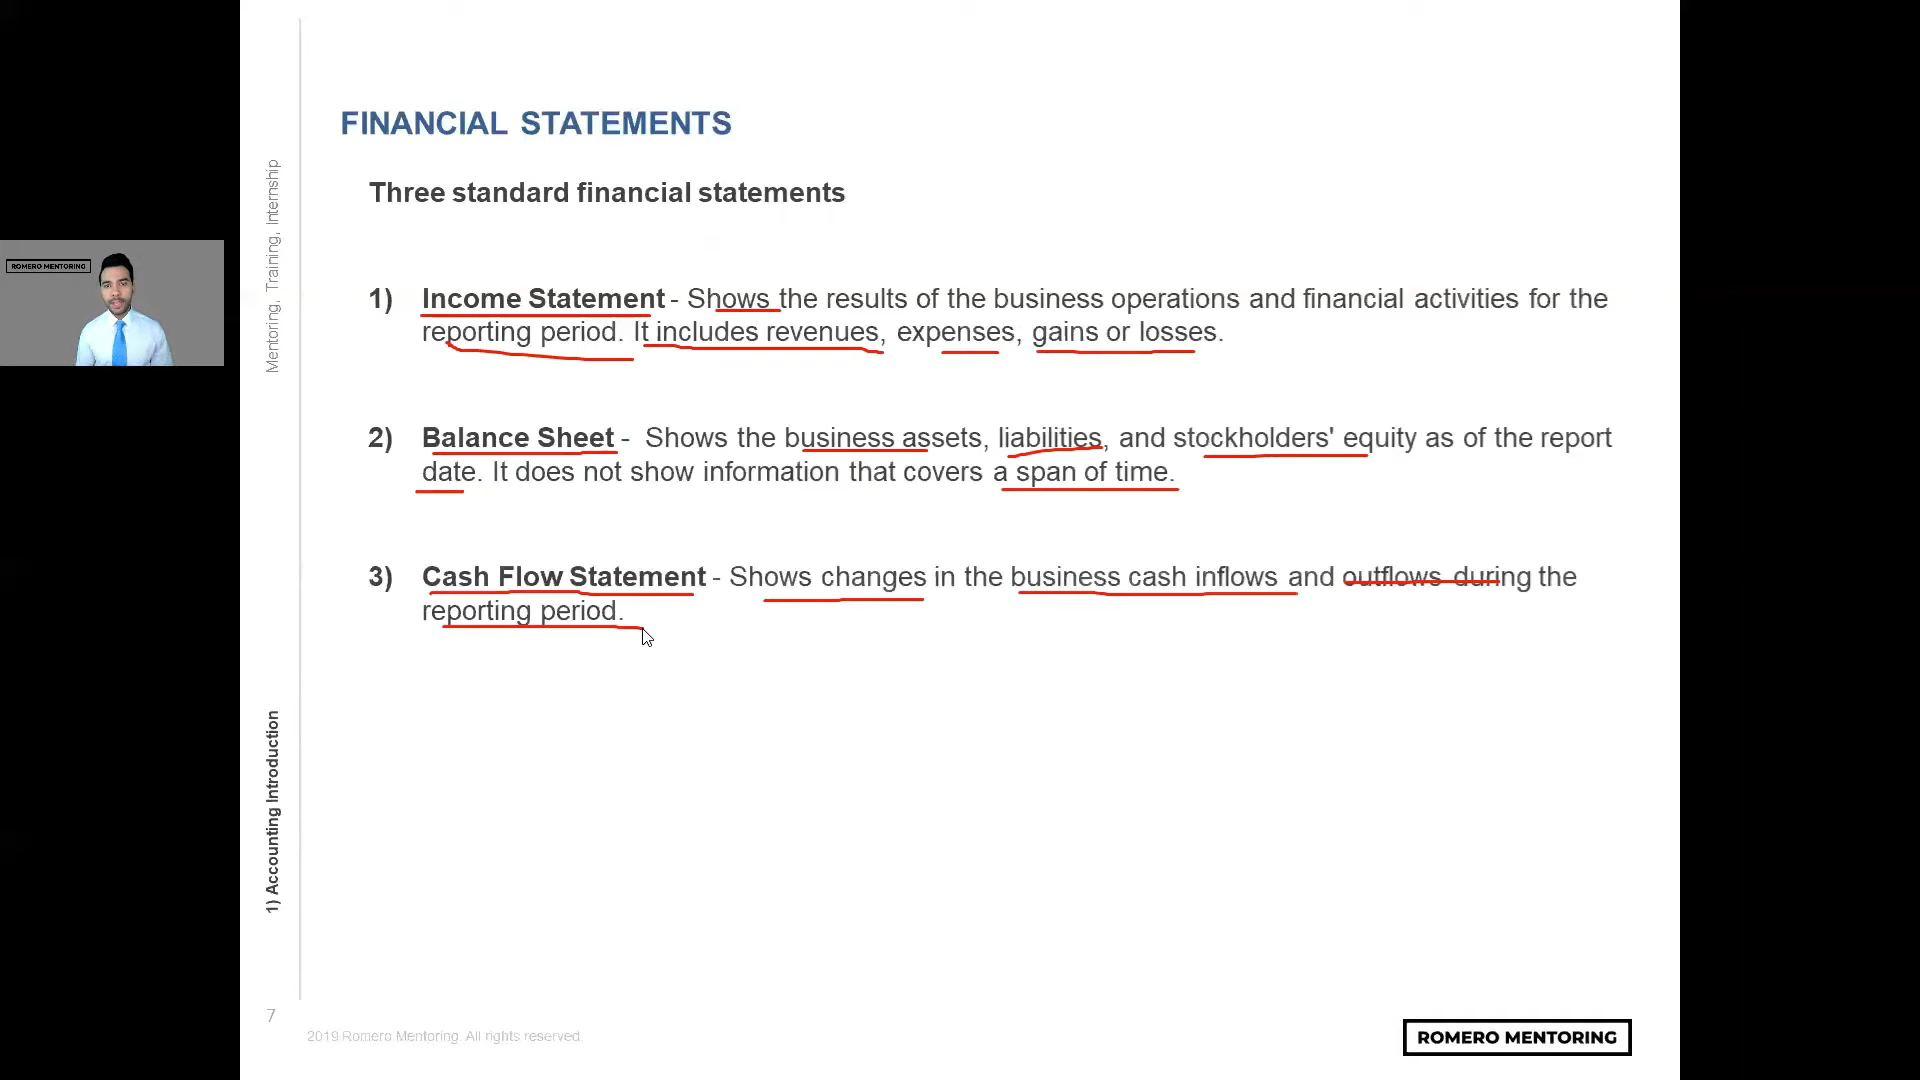 FINANCIAL STATEMENTS
Three standard financial statements
1) Income Statement - Shows the results of the business operations and financial activities for the
reporting period. It includes revenues, expenses, gains or losses.
2) Balance Sheet - Shows the business assets, liabilities, and stockholders' equity as of the report
date. It does not show information that covers a span of time.
3) Cash Flow Statement - Shows changes in the business cash inflows and outflows during the
reporting period.
Mentoring, Training, Internship
1) Accounting Introduction
ROMERO MENTORING
7
2019 Romero Mentoring. All rights reserved.
ROMERO MENTORING